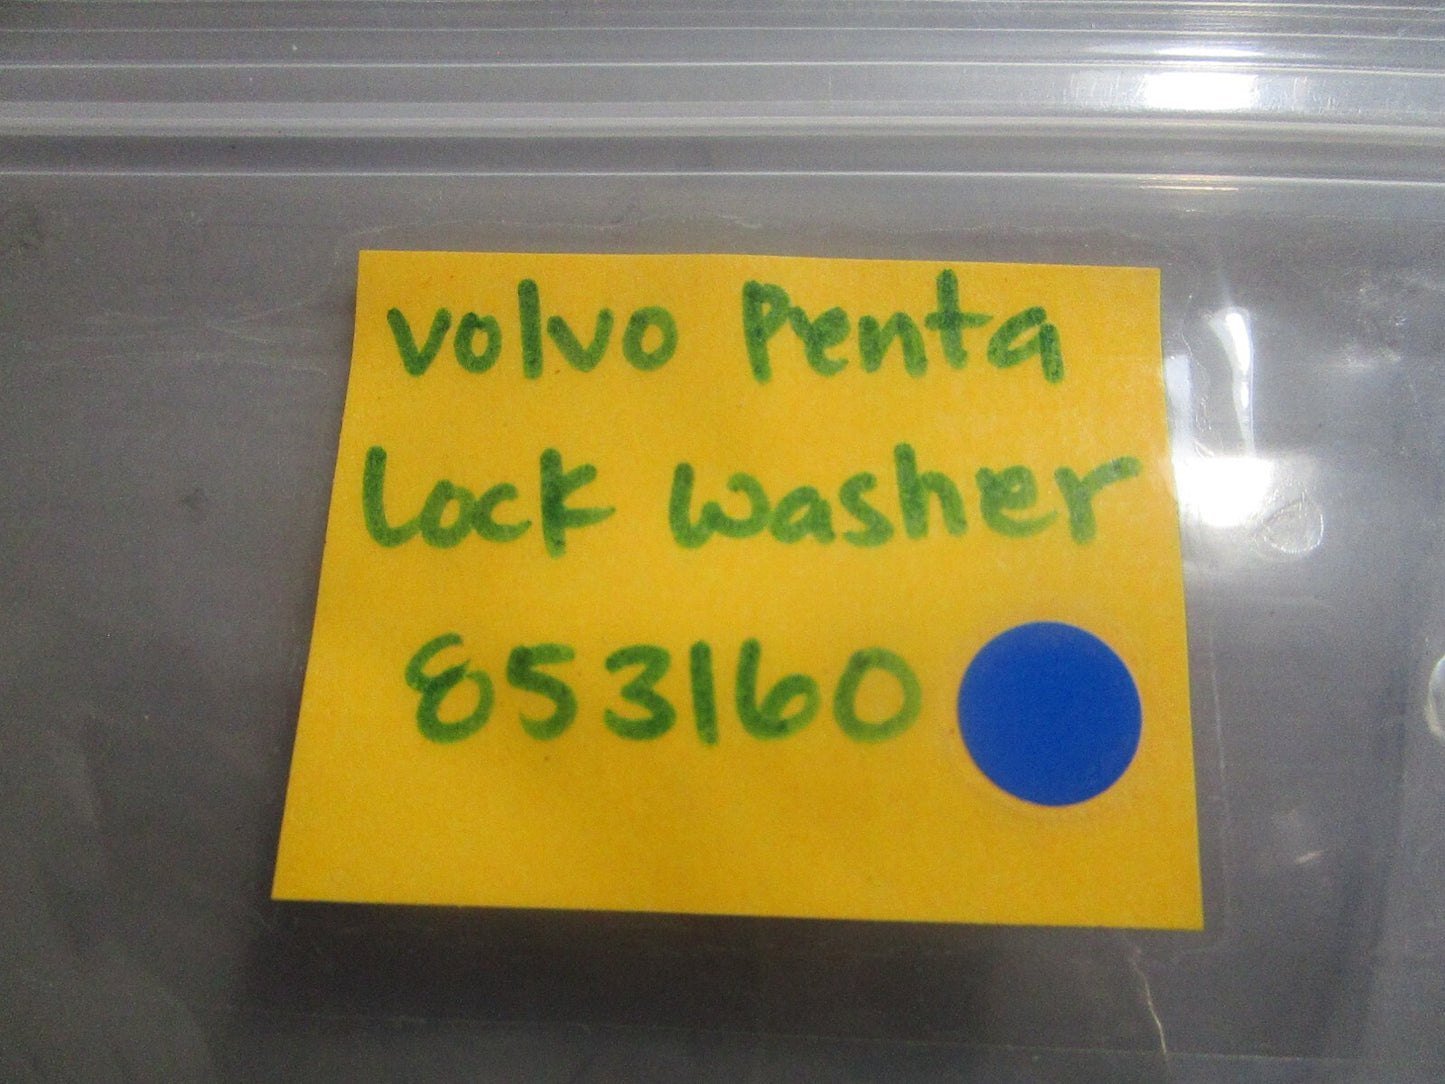 Volvo Penta
Lock Washer
853160